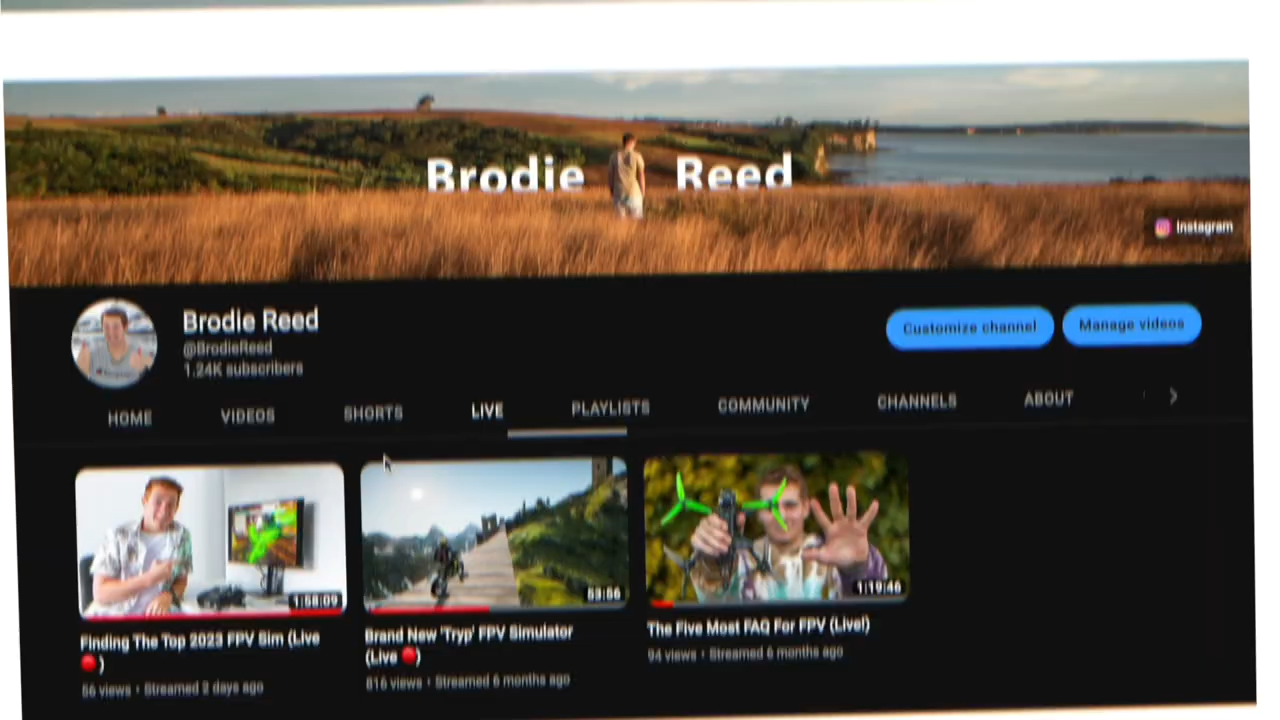 Brodie Reed
Instagram
Brodie Reed
@BrodieReed
1.24K subscribers
Customize channel
Manage videos
HOME
VIDEOS
SHORTS
LIVE
PLAYLISTS
COMMUNITY
CHANNELS
ABOUT
53:56
1:19:46
Finding The Top 2023 FPV Sim (Live
🔴)
56 views • Streamed 2 days ago
Brand New 'Tryp' FPV Simulator
(Live 🔴)
816 views • Streamed 6 months ago
The Five Most FAQ For FPV (Live!)
94 views • Streamed 6 months ago